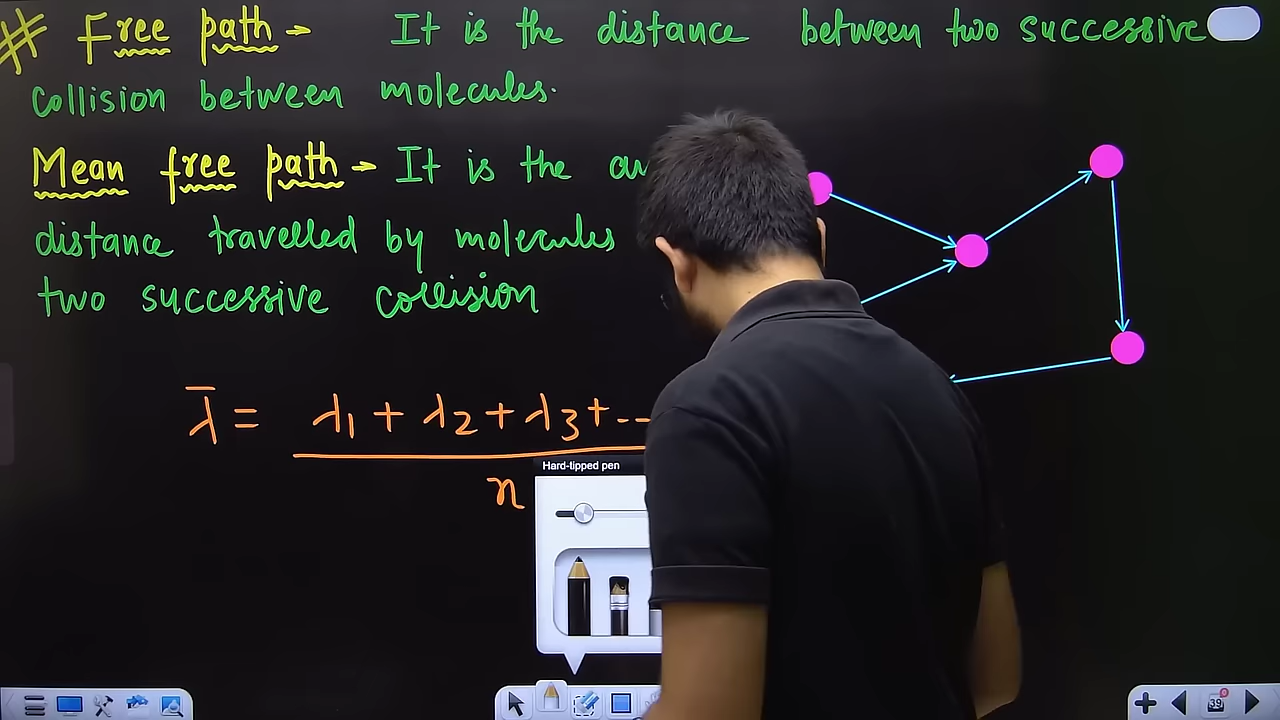 # Free path → It is the distance between two successive
collision between molecules.
Mean free path → It is the
distance travelled by molecules
two successive collision
λ̅ = λ1 + λ2 + λ3 + ...
n
Hard-tipped pen
39